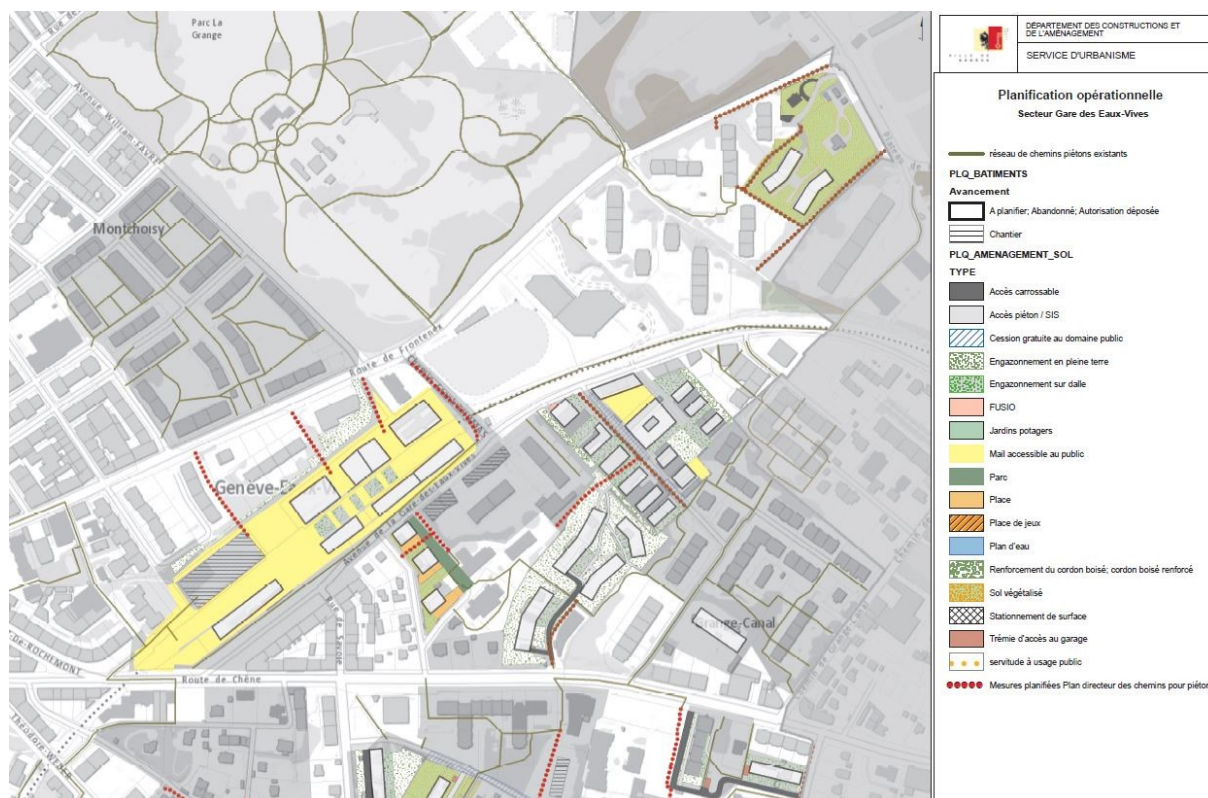 Parc La
Grange
Avenue William-FAVRE
Montchoisy
Route de Frontenex
Genève-E
Avenue de la Gare-des-Eaux-Vives
Grange-Canal
DE-ROCHEMONT
Route de Chêne
DÉPARTEMENT DES CONSTRUCTIONS ET
DE L'AMÉNAGEMENT
SERVICE D'URBANISME
Planification opérationnelle
Secteur Gare des Eaux-Vives
réseau de chemins piétons existants
PLQ_BATIMENTS
Avancement
A planifier; Abandonné; Autorisation déposée
Chantier
PLQ_AMENAGEMENT_SOL
TYPE
Accès carrossable
Accès piéton / SIS
Cession gratuite au domaine public
Engazonnement en pleine terre
Engazonnement sur dalle
FUSIO
Jardins potagers
Mail accessible au public
Parc
Place
Place de jeux
Plan d'eau
Renforcement du cordon boisé; cordon boisé renforcé
Sol végétalisé
Stationnement de surface
Trémie d'accès au garage
servitude à usage public
Mesures planifiées Plan directeur des chemins pour piéton